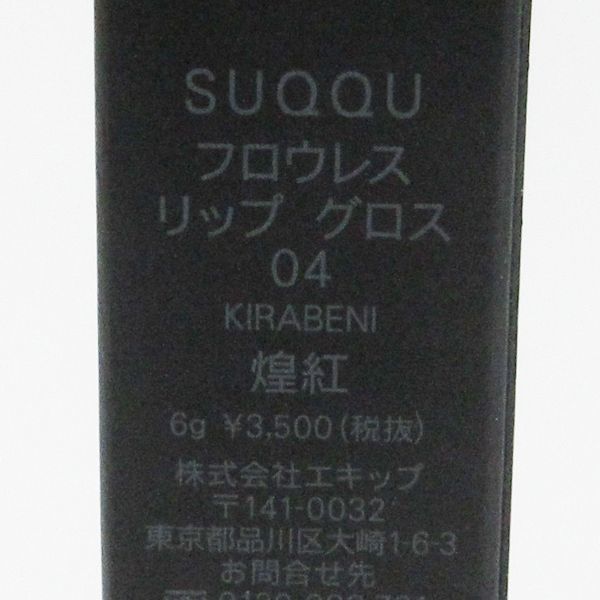 SUQQU
フロウレス
リップ グロス
04
KIRABENI
煌紅
6g ¥3,500(税抜)
株式会社エキップ
〒141-0032
東京都品川区大崎1-6-3
お問合せ先